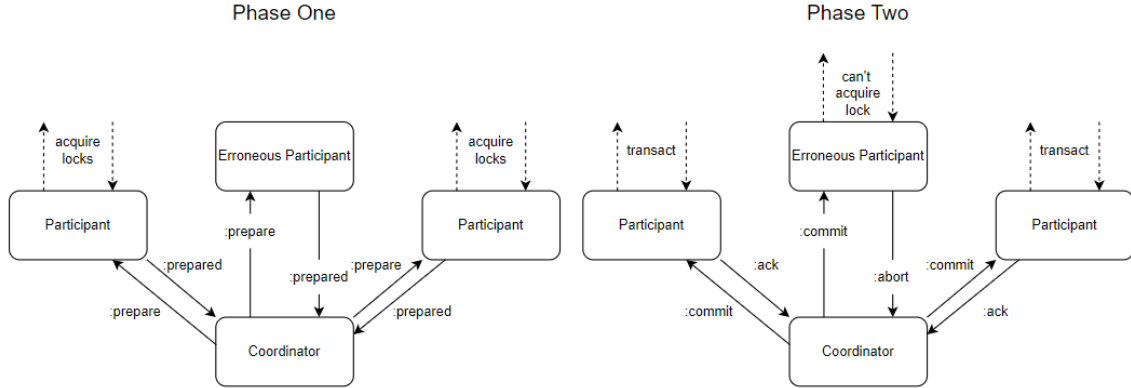 Phase One
Phase Two
acquire
locks
Erroneous Participant
acquire
locks
Participant
Participant
:prepare
:prepared
:prepared
:prepare
:prepare
:prepared
Coordinator
can't
acquire
lock
transact
Erroneous Participant
transact
Participant
Participant
:commit
:ack
:abort
:commit
:commit
:ack
Coordinator